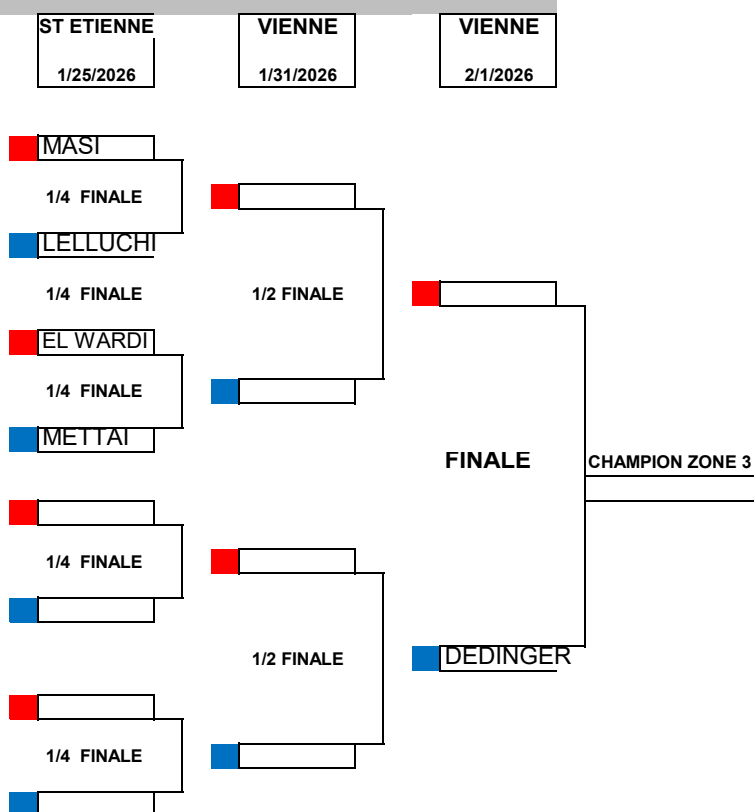 ST ETIENNE VIENNE VIENNE
1/25/2026 1/31/2026 2/1/2026
MASI
1/4 FINALE
LELLUCHI
1/4 FINALE 1/2 FINALE
EL WARDI
1/4 FINALE
METTAI
FINALE CHAMPION ZONE 3
1/4 FINALE
1/2 FINALE DEDINGER
1/4 FINALE